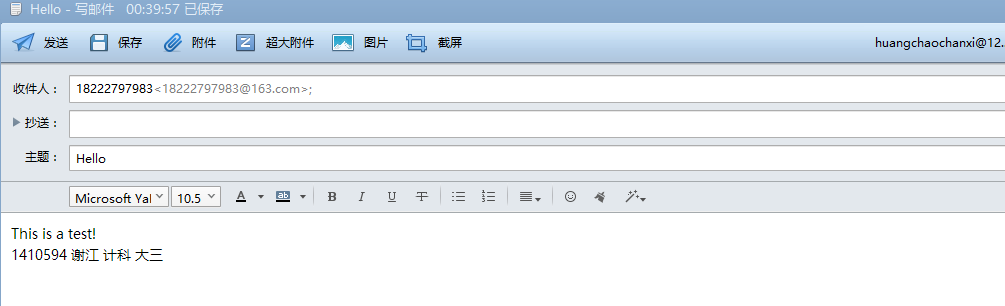 Hello - 写邮件 00:39:57 已保存
发送 保存 附件 超大附件 图片 截屏 huangchaochanxi@12.
收件人： 18222797983<18222797983@163.com>;
抄送：
主题： Hello
Microsoft Yal 10.5 A ab B I U T
This is a test!
1410594 谢江 计科 大三